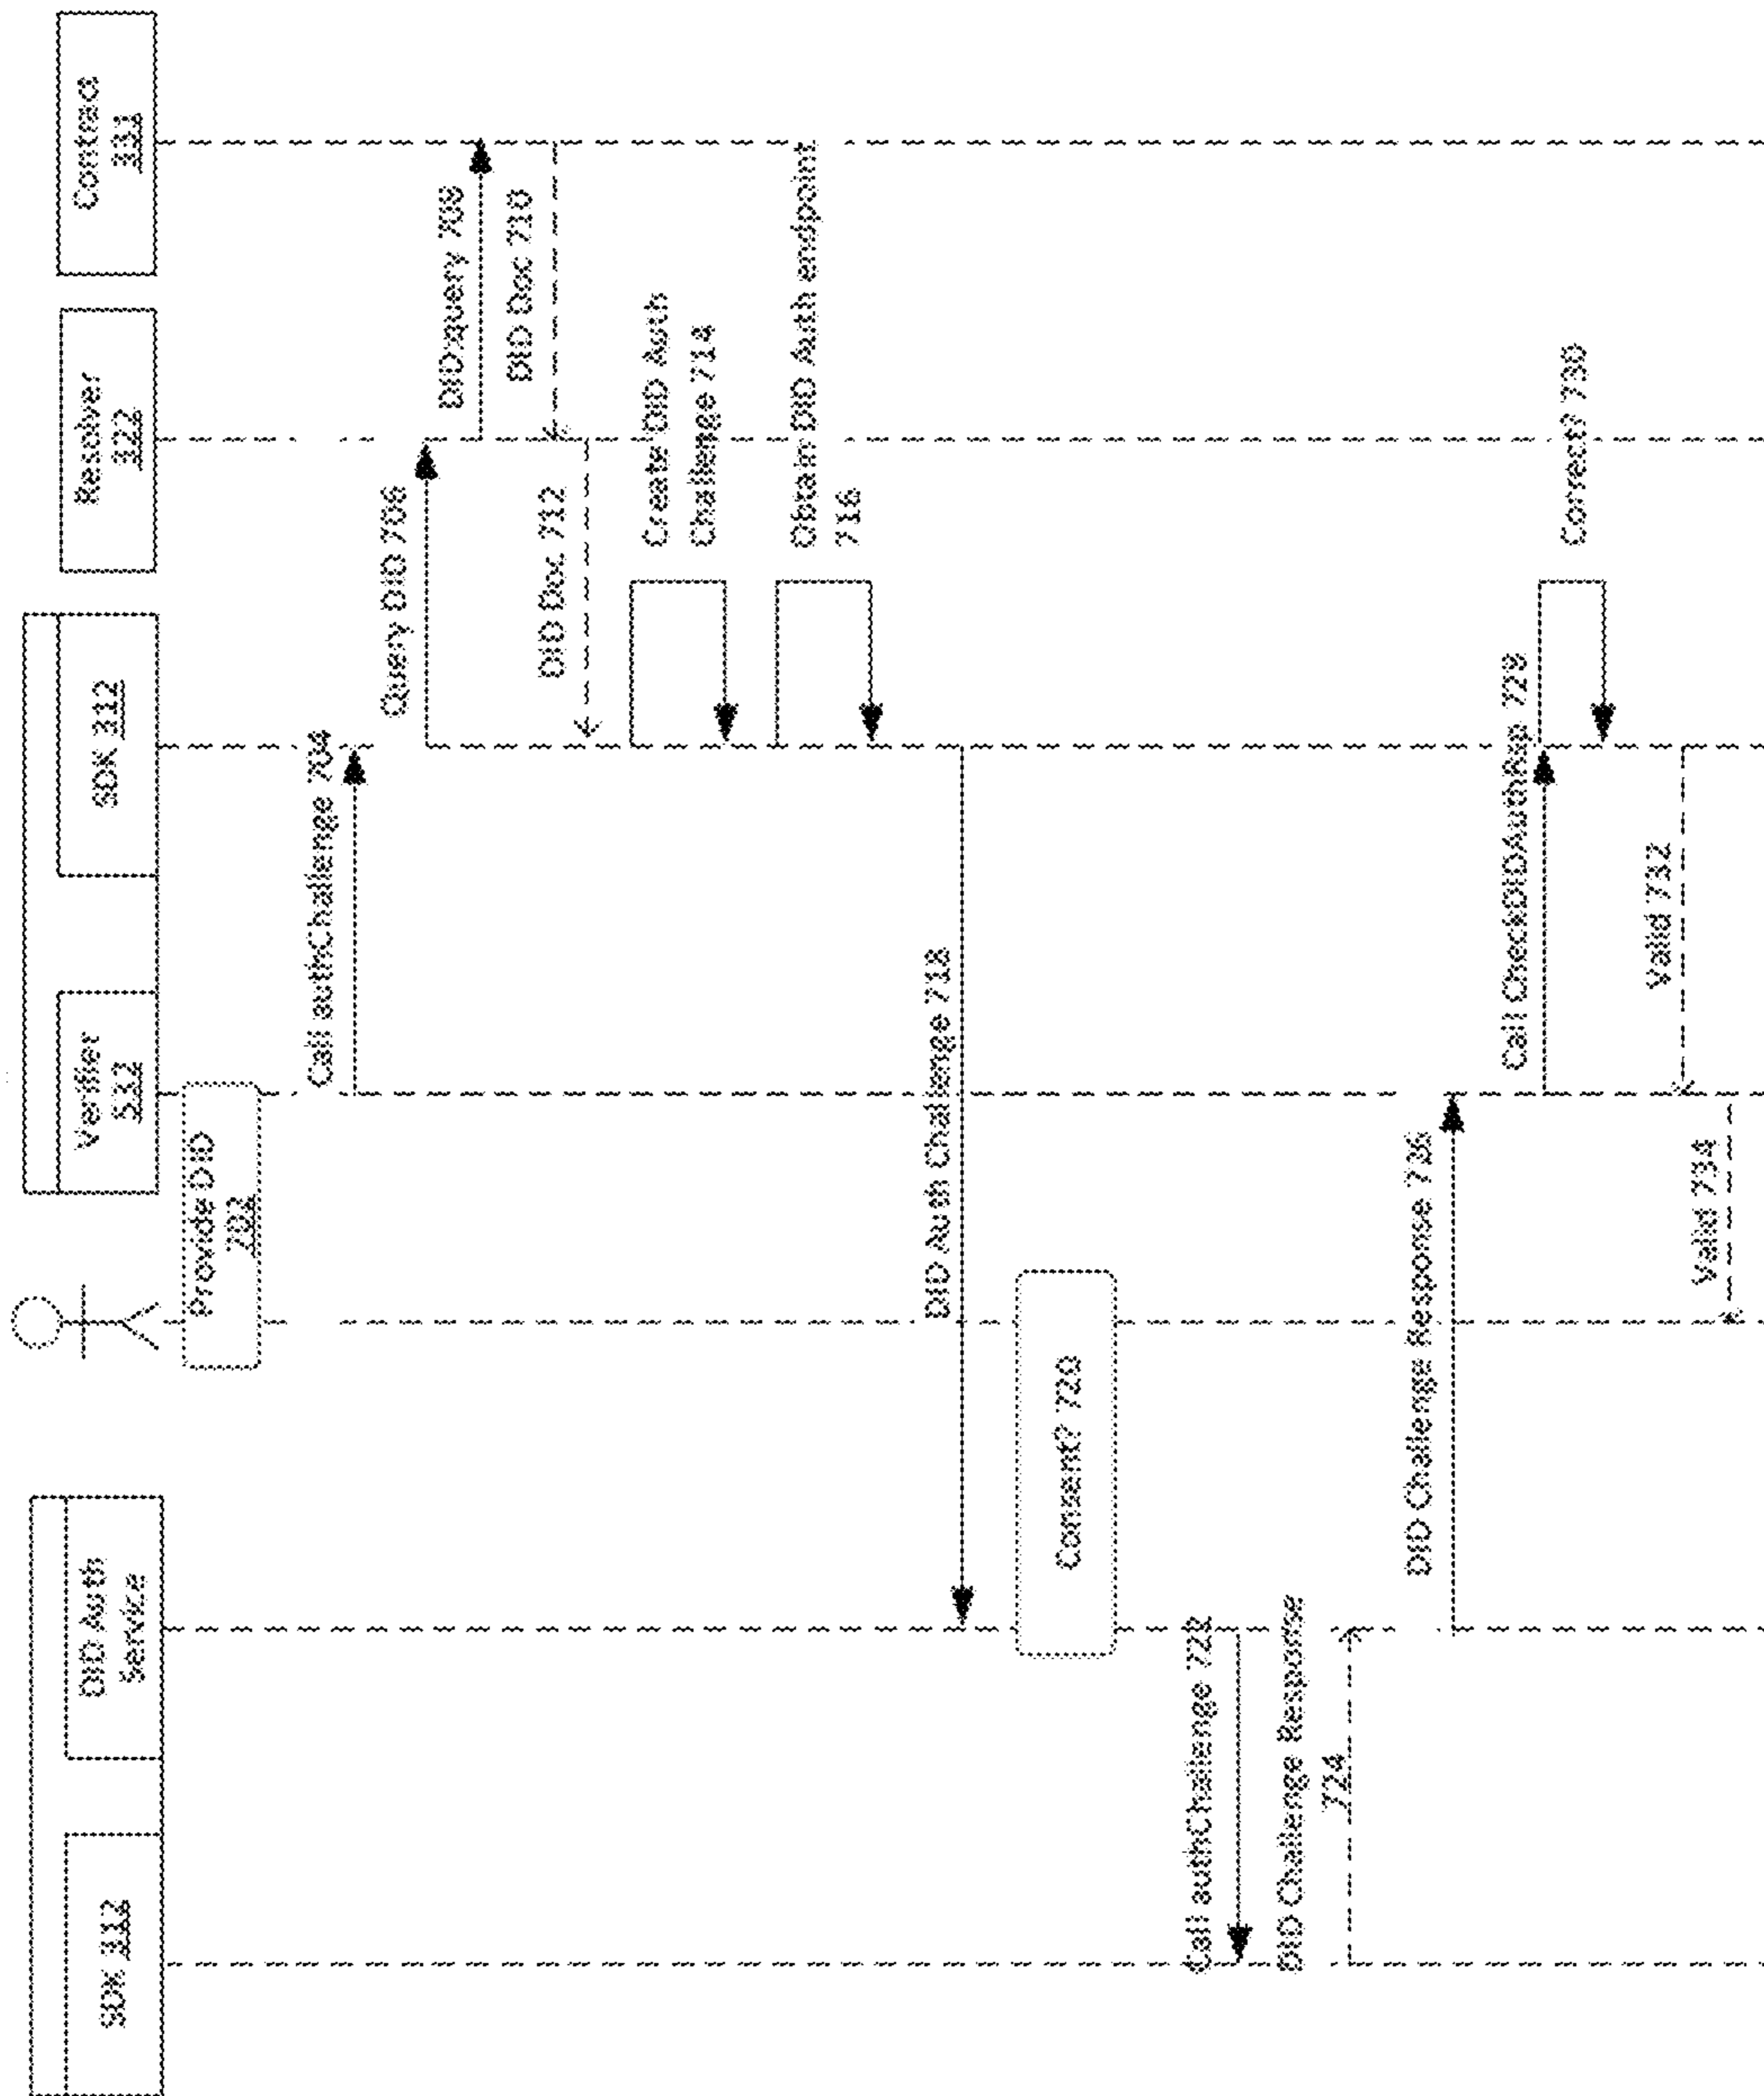 SDK 312
DID Auth
Service
Verifier
532
SDK 312
Resolver
322
Contract
331
Provide DID
702
Call authChallenge 704
Query DID 706
DIDquery 708
DID Doc 710
DID Doc 712
Create DID Auth
Challenge 714
Obtain DID Auth endpoint
716
DID Auth Challenge 718
Consent? 720
Call authChallenge 722
DID Challenge Response
724
DID Challenge Response 726
Call CheckDIDAuthRsp 728
Correct? 730
Valid 732
Valid 734